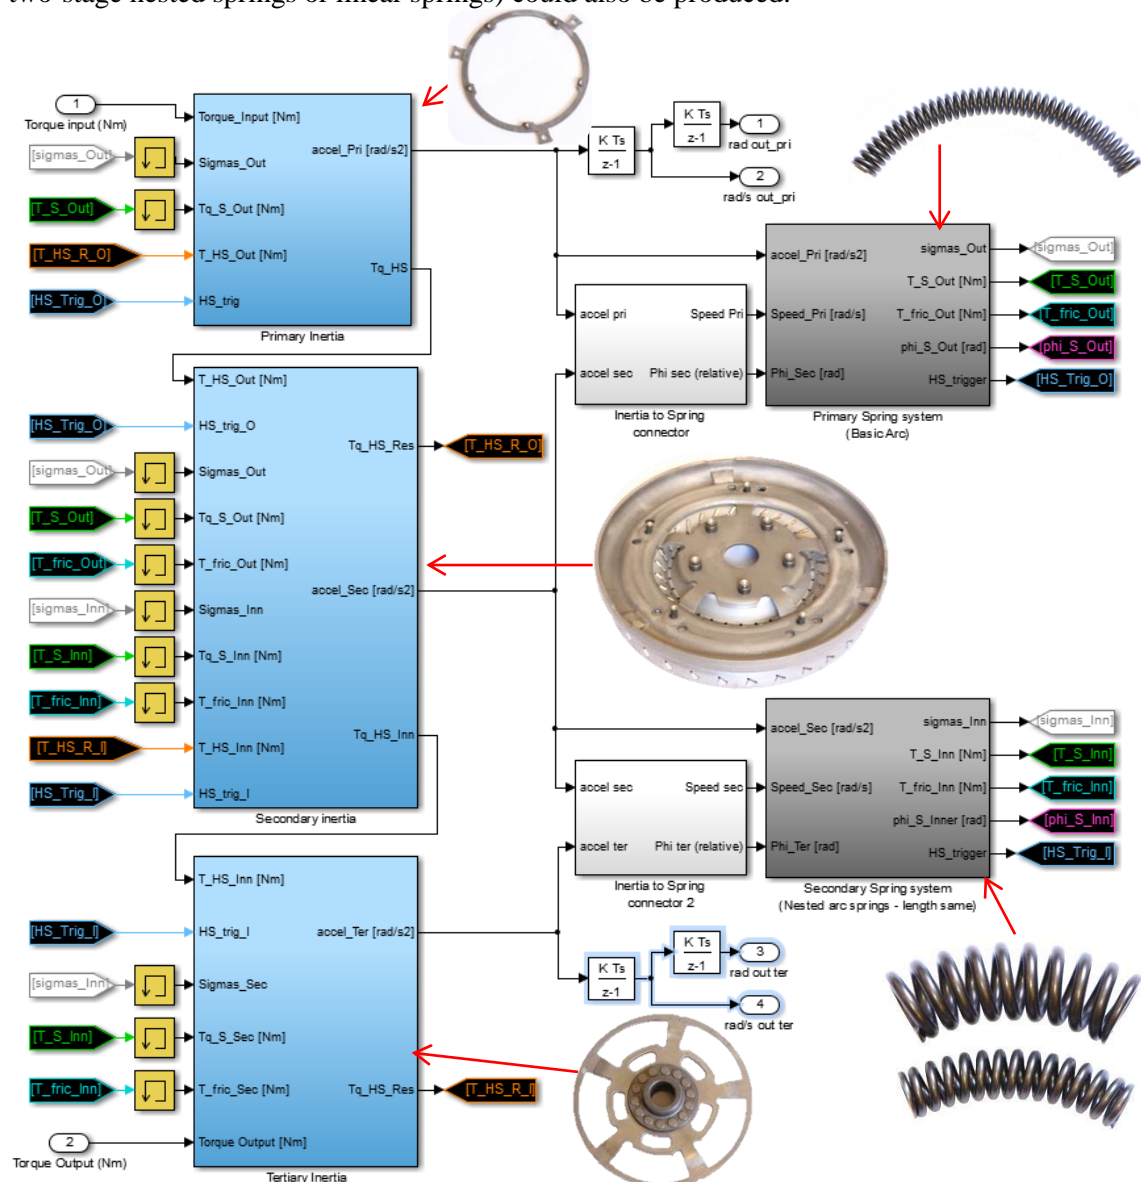 two-stage nested springs or linear springs) could also be produced.
1
Torque input (Nm)
[sigmas_Out]
[T_S_Out]
[T_HS_R_O]
[HS_Trig_O]
Torque_Input [Nm]
Sigmas_Out
Tq_S_Out [Nm]
T_HS_Out [Nm]
HS_trig
accel_Pri [rad/s2]
Tq_HS
Primary Inertia
K Ts
z-1
K Ts
z-1
1
rad out_pri
2
rad/s out_pri
accel pri
accel sec
Speed Pri
Phi sec (relative)
Inertia to Spring
connector
accel_Pri [rad/s2]
Speed_Pri [rad/s]
Phi_Sec [rad]
sigmas_Out
T_S_Out [Nm]
T_fric_Out [Nm]
phi_S_Out [rad]
HS_trigger
Primary Spring system
(Basic Arc)
[sigmas_Out]
[T_S_Out]
[T_fric_Out]
[phi_S_Out]
[HS_Trig_O]
[HS_Trig_O]
[sigmas_Out]
[T_S_Out]
[T_fric_Out]
[sigmas_Inn]
[T_S_Inn]
[T_fric_Inn]
[T_HS_R_I]
[HS_Trig_I]
T_HS_Out [Nm]
HS_trig_O
Sigmas_Out
Tq_S_Out [Nm]
T_fric_Out [Nm]
Sigmas_Inn
Tq_S_Inn [Nm]
T_fric_Inn [Nm]
T_HS_Inn [Nm]
HS_trig_I
Tq_HS_Res
accel_Sec [rad/s2]
Tq_HS_Inn
Secondary inertia
[T_HS_R_O]
accel sec
accel ter
Speed sec
Phi ter (relative)
Inertia to Spring
connector 2
accel_Sec [rad/s2]
Speed_Sec [rad/s]
Phi_Ter [rad]
sigmas_Inn
T_S_Inn [Nm]
T_fric_Inn [Nm]
phi_S_Inner [rad]
HS_trigger
Secondary Spring system
(Nested arc springs - length same)
[sigmas_Inn]
[T_S_Inn]
[T_fric_Inn]
[phi_S_Inn]
[HS_Trig_I]
[HS_Trig_I]
[sigmas_Inn]
[T_S_Inn]
[T_fric_Inn]
2
Torque Output (Nm)
T_HS_Inn [Nm]
HS_trig_I
Sigmas_Sec
Tq_S_Sec [Nm]
T_fric_Sec [Nm]
Torque Output [Nm]
accel_Ter [rad/s2]
Tq_HS_Res
Tertiary Inertia
[T_HS_R_I]
K Ts
z-1
K Ts
z-1
3
rad out ter
4
rad/s out ter